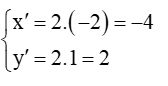 x′ = 2.(−2) = −4
y′ = 2.1 = 2